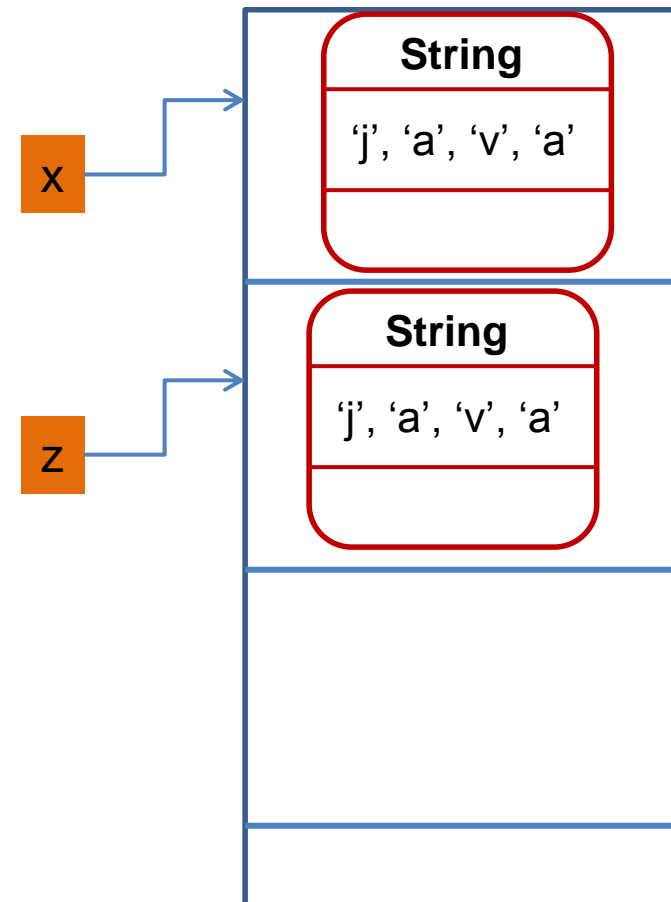 String
‘j’, ‘a’, ‘v’, ‘a’
x
String
‘j’, ‘a’, ‘v’, ‘a’
z